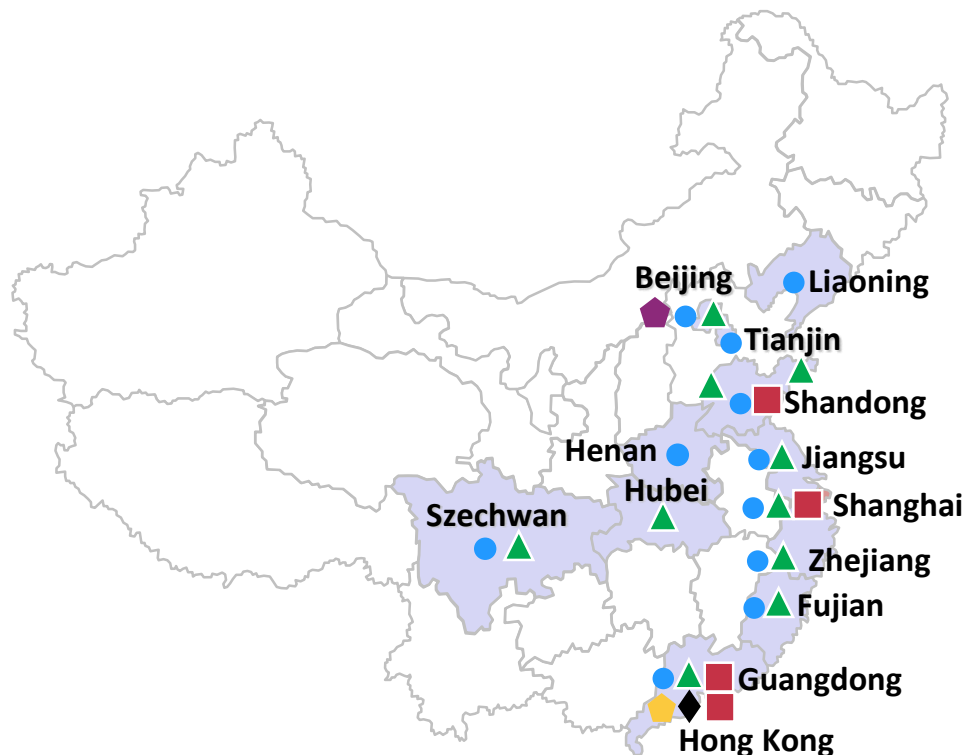 Beijing
Liaoning
Tianjin
Shandong
Henan
Jiangsu
Hubei
Shanghai
Szechwan
Zhejiang
Fujian
Guangdong
Hong Kong